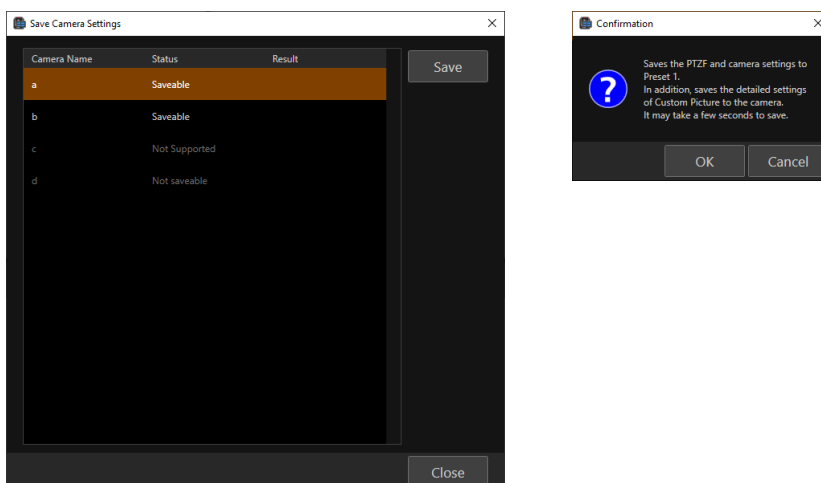 Save Camera Settings
Camera Name Status Result
Save
a Saveable
b Saveable
c Not Supported
d Not saveable
Close
Confirmation
?
Saves the PTZF and camera settings to
Preset 1.
In addition, saves the detailed settings
of Custom Picture to the camera.
It may take a few seconds to save.
OK Cancel